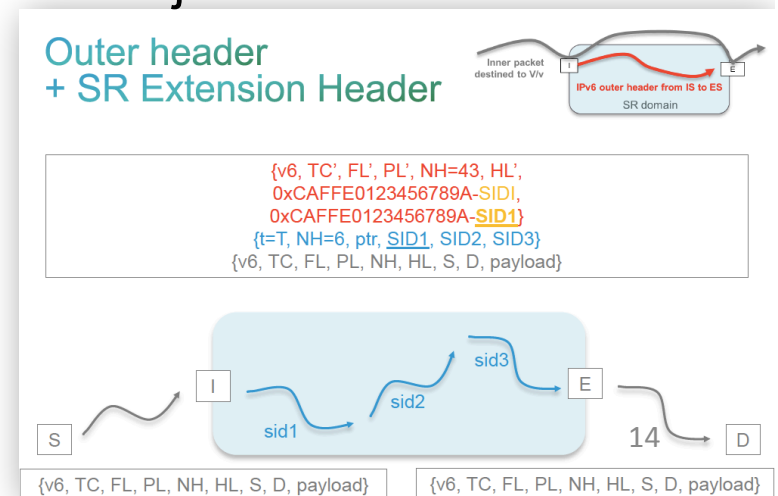 Outer header
+ SR Extension Header
Inner packet
destined to V/v
I
E
IPv6 outer header from IS to ES
SR domain
{v6, TC’, FL’, PL’, NH=43, HL’,
0xCAFFE0123456789A-SIDI,
0xCAFFE0123456789A-SID1}
{t=T, NH=6, ptr, SID1, SID2, SID3}
{v6, TC, FL, PL, NH, HL, S, D, payload}
sid3
I
E
sid2
sid1
S
14
D
{v6, TC, FL, PL, NH, HL, S, D, payload}
{v6, TC, FL, PL, NH, HL, S, D, payload}